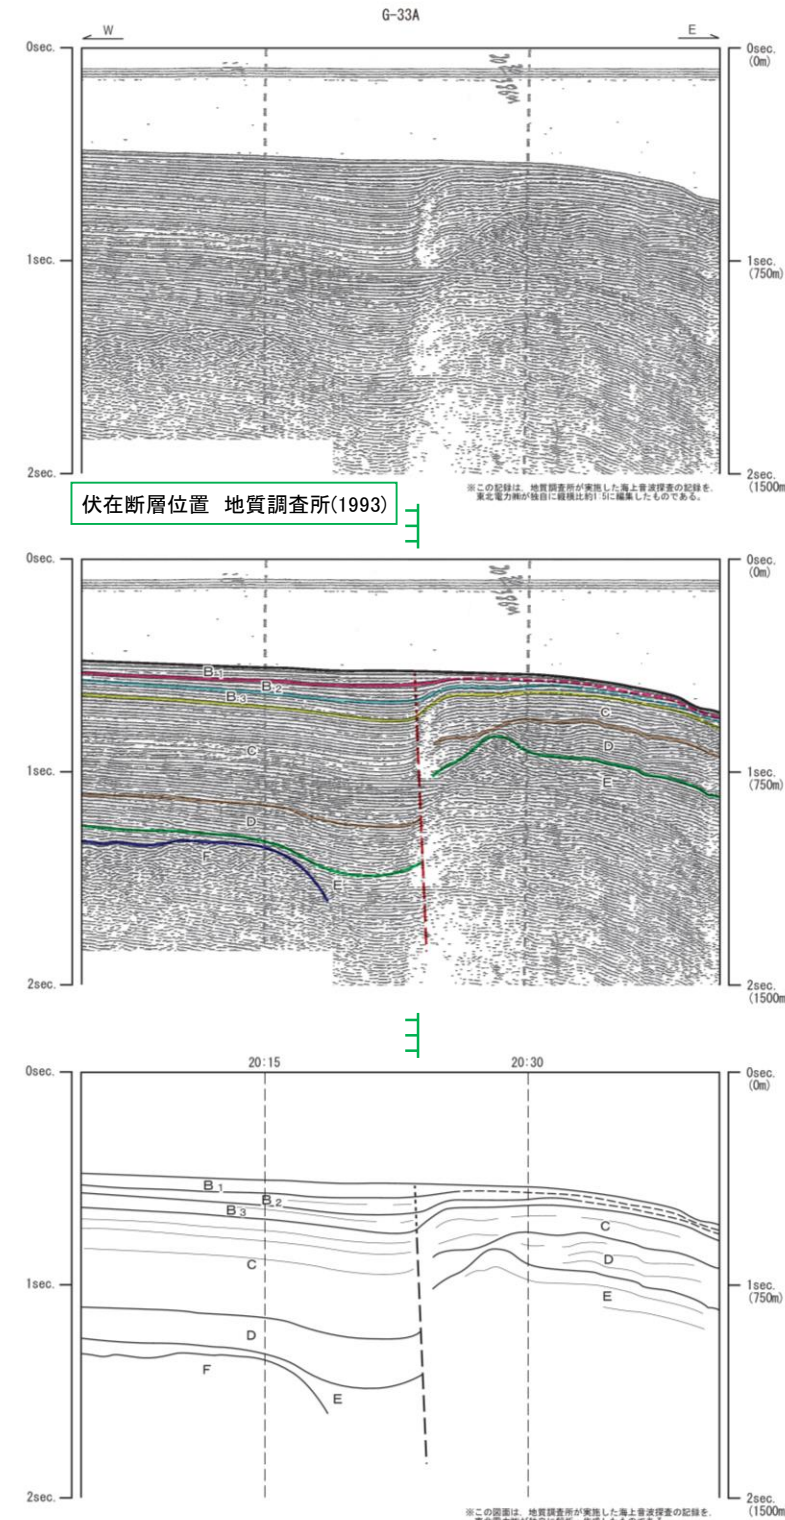 G-33A
W
E
0sec.
0sec.
(0m)
1sec.
1sec.
(750m)
2sec.
2sec.
(1500m
※この記録は、地質調査所が実施した海上音波探査の記録を、
東北電力㈱が独自に縦横比約1:5に編集したものである。
伏在断層位置 地質調査所(1993)
0sec.
0sec.
(0m)
B1
B2
B3
C
C
D
D
E
E
F
1sec.
1sec.
(750m)
2sec.
2sec.
(1500m
20:15
20:30
0sec.
0sec.
(0m)
B1
B2
B3
C
C
D
D
E
E
F
1sec.
1sec.
(750m)
2sec.
2sec.
(1500m
※この図面は、地質調査所が実施した海上音波探査の記録を、